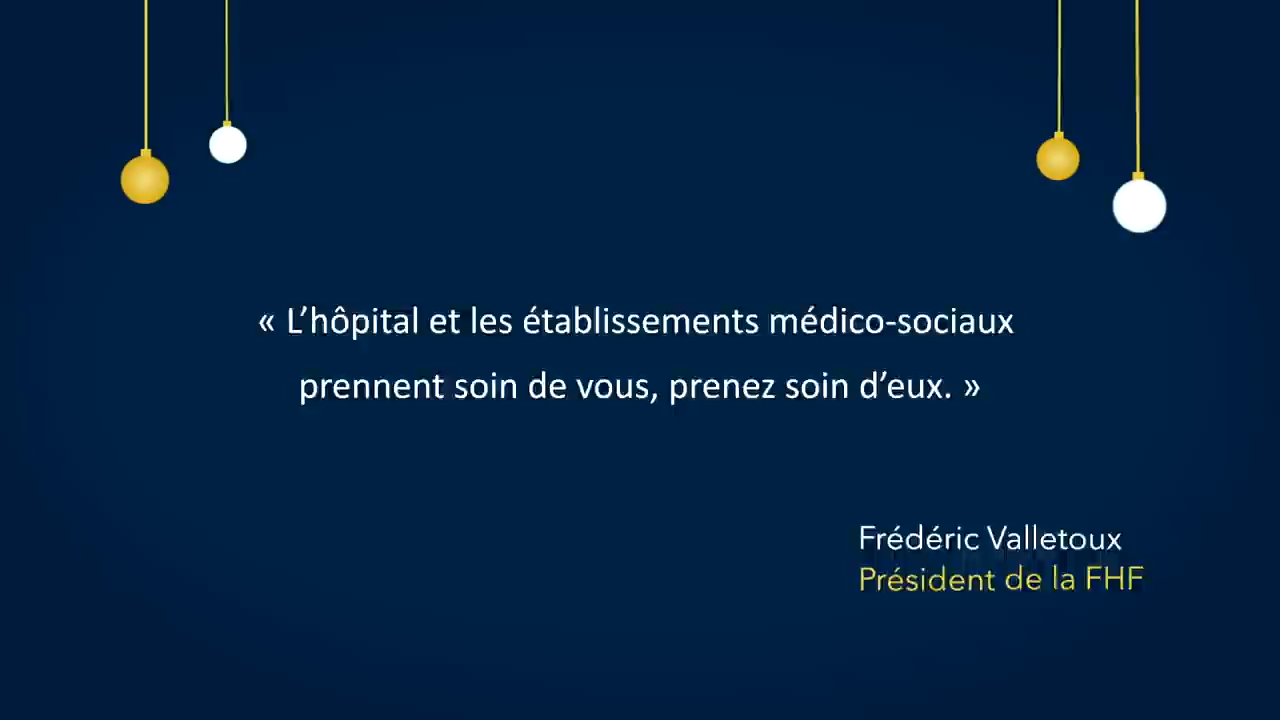 « L’hôpital et les établissements médico-sociaux
prennent soin de vous, prenez soin d’eux. »
Frédéric Valletoux
Président de la FHF